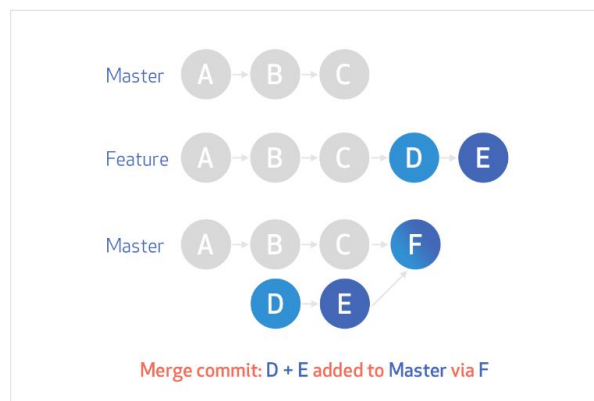 Master A B C
Feature A B C D E
Master A B C F
D E
Merge commit: D + E added to Master via F